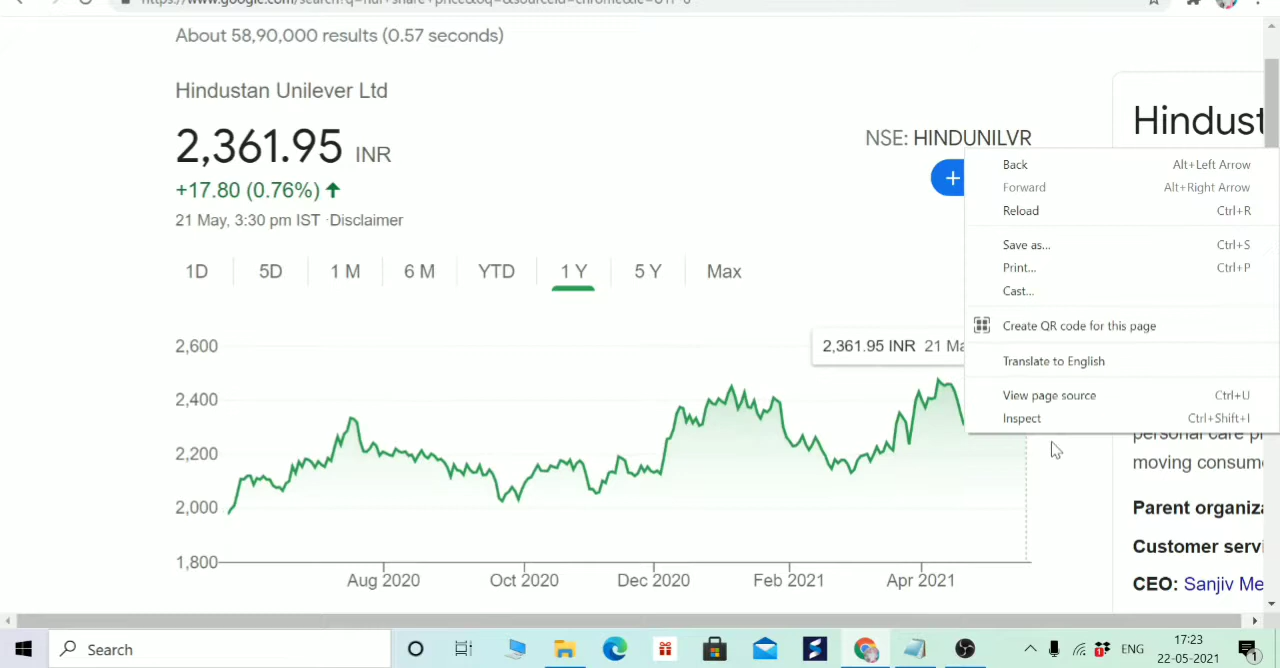 About 58,90,000 results (0.57 seconds)
Hindustan Unilever Ltd
2,361.95 INR
+17.80 (0.76%)
21 May, 3:30 pm IST ·Disclaimer
NSE: HINDUNILVR
+
1D 5D 1 M 6 M YTD 1 Y 5 Y Max
2,361.95 INR 21 Ma
2,600
2,400
2,200
2,000
1,800
Aug 2020 Oct 2020 Dec 2020 Feb 2021 Apr 2021
Hindust
Back Alt+Left Arrow
Forward Alt+Right Arrow
Reload Ctrl+R
Save as... Ctrl+S
Print... Ctrl+P
Cast...
Create QR code for this page
Translate to English
View page source Ctrl+U
Inspect Ctrl+Shift+I
personal care p
moving consume
Parent organiza
Customer servi
CEO: Sanjiv Me
Search
ENG
17:23
22-05-2021
1